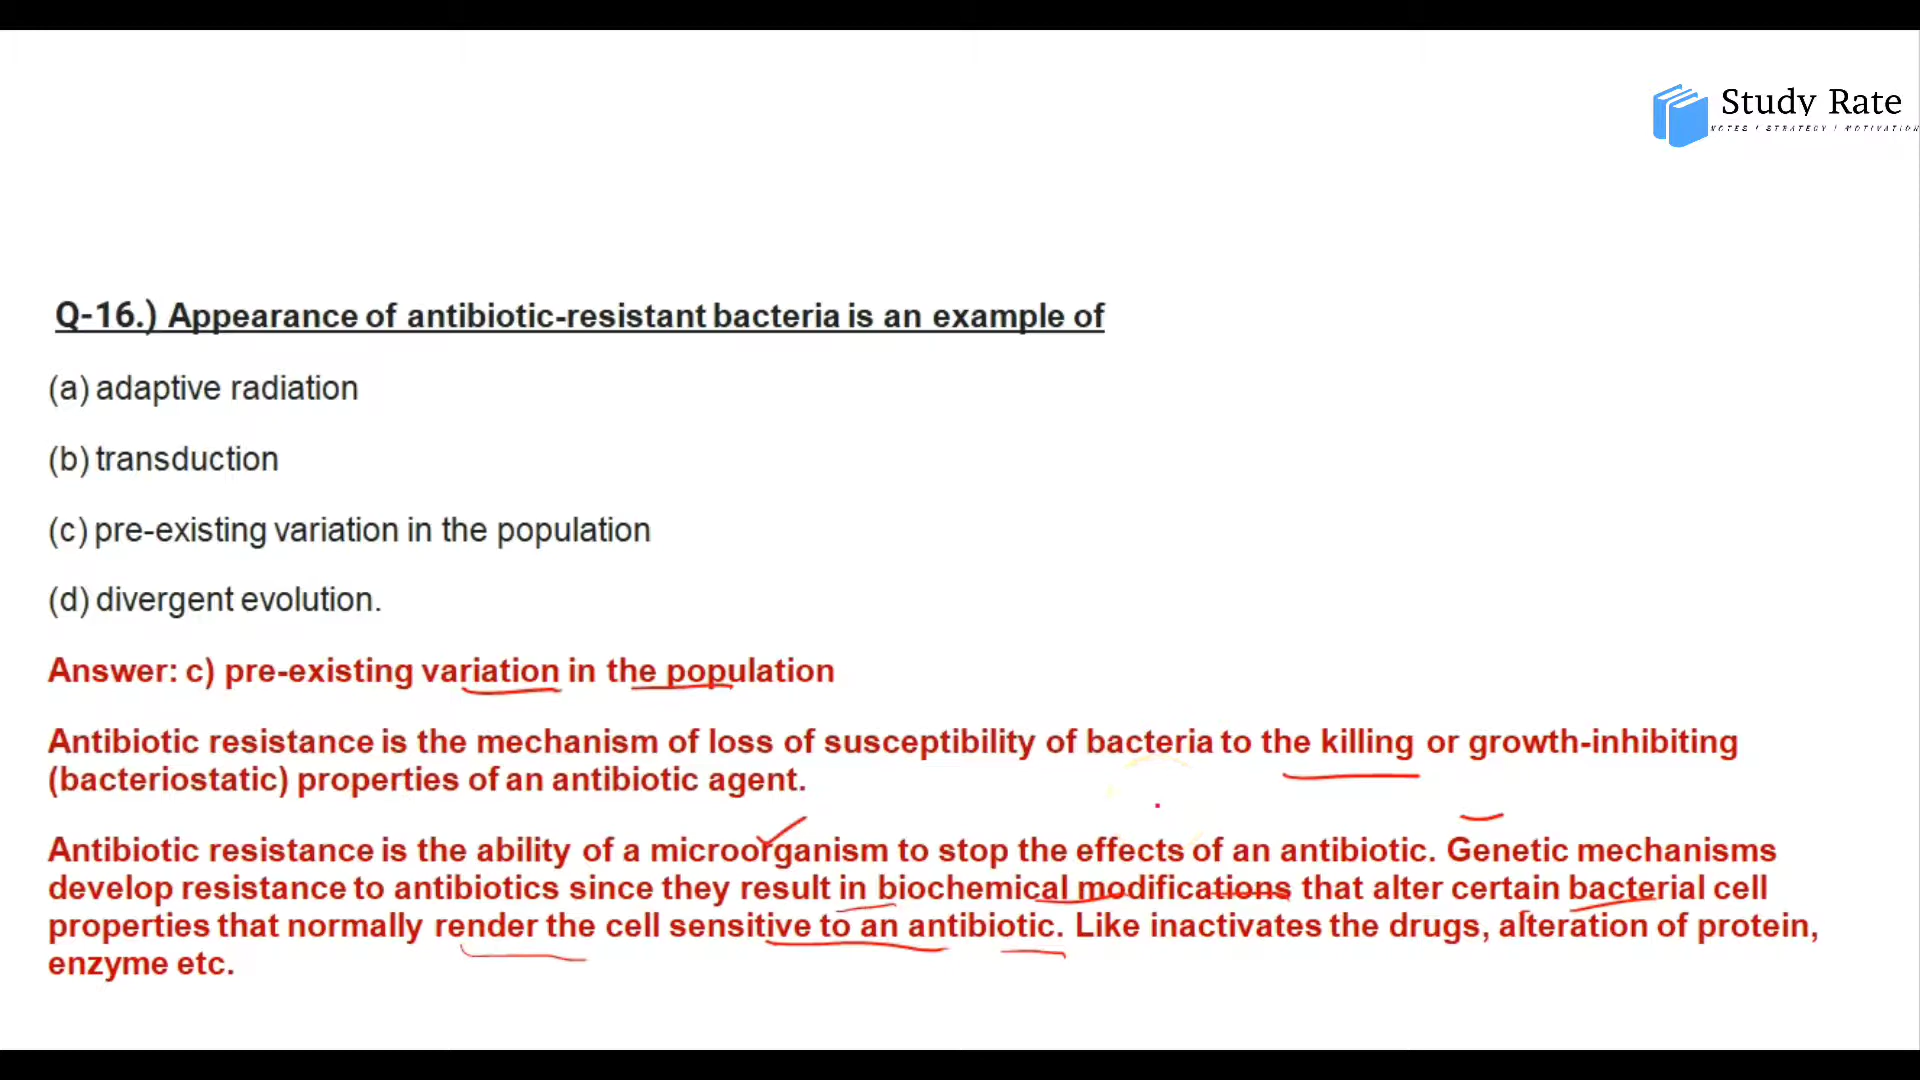 Study Rate
NOTES / STRATEGY / MOTIVATION
Q-16.) Appearance of antibiotic-resistant bacteria is an example of
(a) adaptive radiation
(b) transduction
(c) pre-existing variation in the population
(d) divergent evolution.
Answer: c) pre-existing variation in the population
Antibiotic resistance is the mechanism of loss of susceptibility of bacteria to the killing or growth-inhibiting
(bacteriostatic) properties of an antibiotic agent.
Antibiotic resistance is the ability of a microorganism to stop the effects of an antibiotic. Genetic mechanisms
develop resistance to antibiotics since they result in biochemical modifications that alter certain bacterial cell
properties that normally render the cell sensitive to an antibiotic. Like inactivates the drugs, alteration of protein,
enzyme etc.